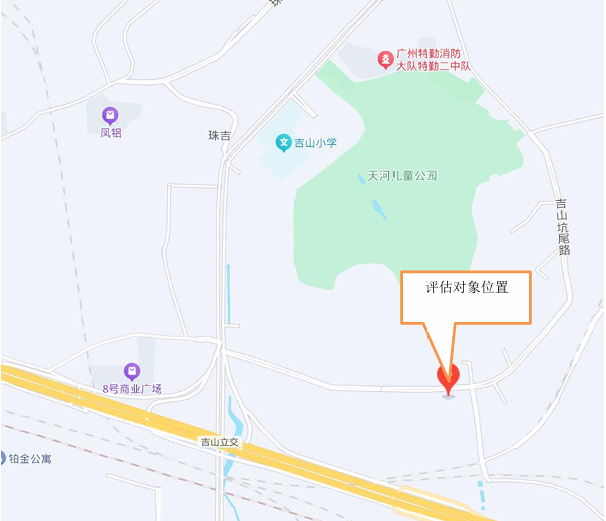 珠
广州特勤消防
大队特勤二中队
凤铝
珠吉
吉山小学
天河儿童公园
吉山坑尾路
评估对象位置
8号商业广场
吉山立交
铂金公寓